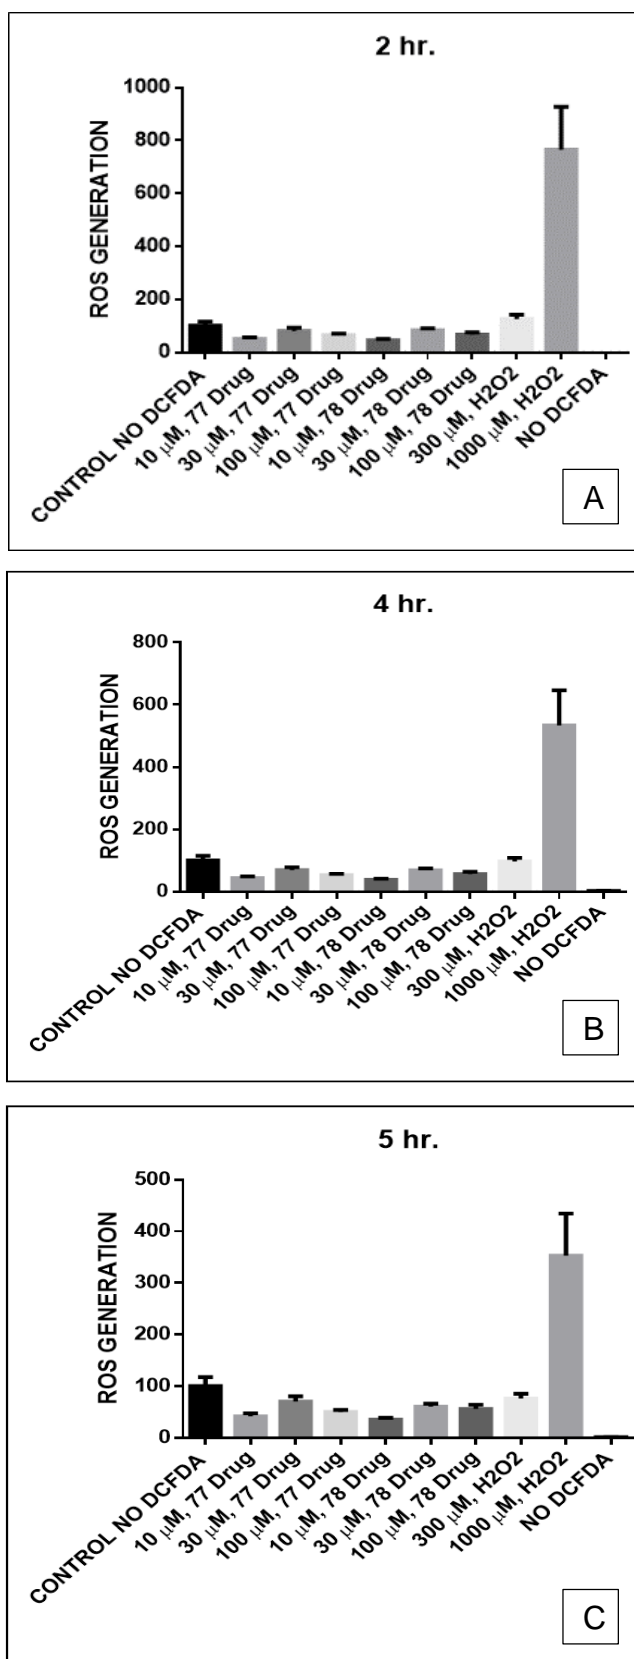 2 hr.
ROS GENERATION
1000
800
600
400
200
0
CONTROL NO DCFDA
10 μM, 77 Drug
30 μM, 77 Drug
100 μM, 77 Drug
10 μM, 78 Drug
30 μM, 78 Drug
100 μM, 78 Drug
300 μM, H2O2
1000 μM, H2O2
NO DCFDA
A
4 hr.
ROS GENERATION
800
600
400
200
0
CONTROL NO DCFDA
10 μM, 77 Drug
30 μM, 77 Drug
100 μM, 77 Drug
10 μM, 78 Drug
30 μM, 78 Drug
100 μM, 78 Drug
300 μM, H2O2
1000 μM, H2O2
NO DCFDA
B
5 hr.
ROS GENERATION
500
400
300
200
100
0
CONTROL NO DCFDA
10 μM, 77 Drug
30 μM, 77 Drug
100 μM, 77 Drug
10 μM, 78 Drug
30 μM, 78 Drug
100 μM, 78 Drug
300 μM, H2O2
1000 μM, H2O2
NO DCFDA
C